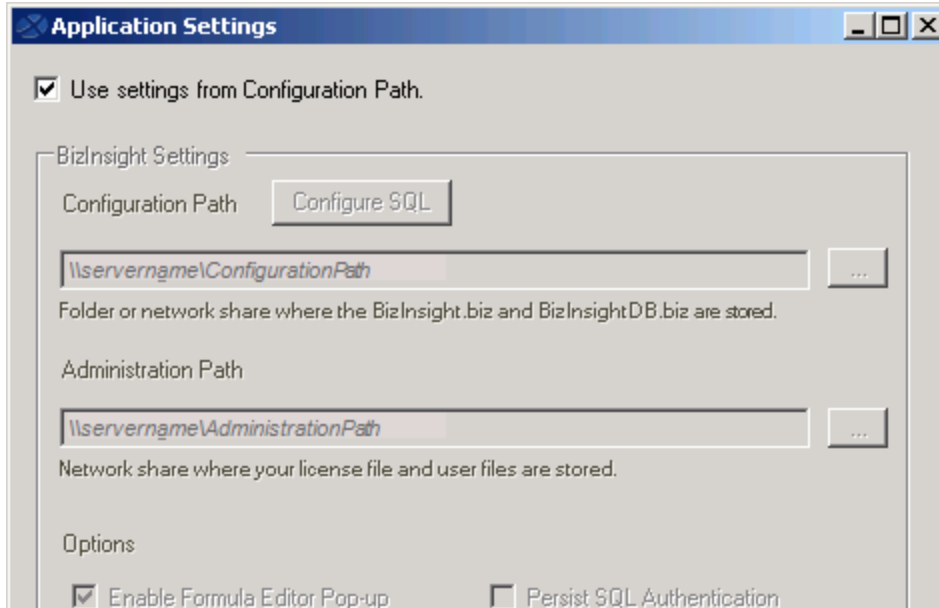 Application Settings
Use settings from Configuration Path.
BizInsight Settings
Configuration Path
Configure SQL
\\servername\ConfigurationPath
...
Folder or network share where the BizInsight.biz and BizInsightDB.biz are stored.
Administration Path
\\servername\AdministrationPath
...
Network share where your license file and user files are stored.
Options
Enable Formula Editor Pop-up
Persist SQL Authentication